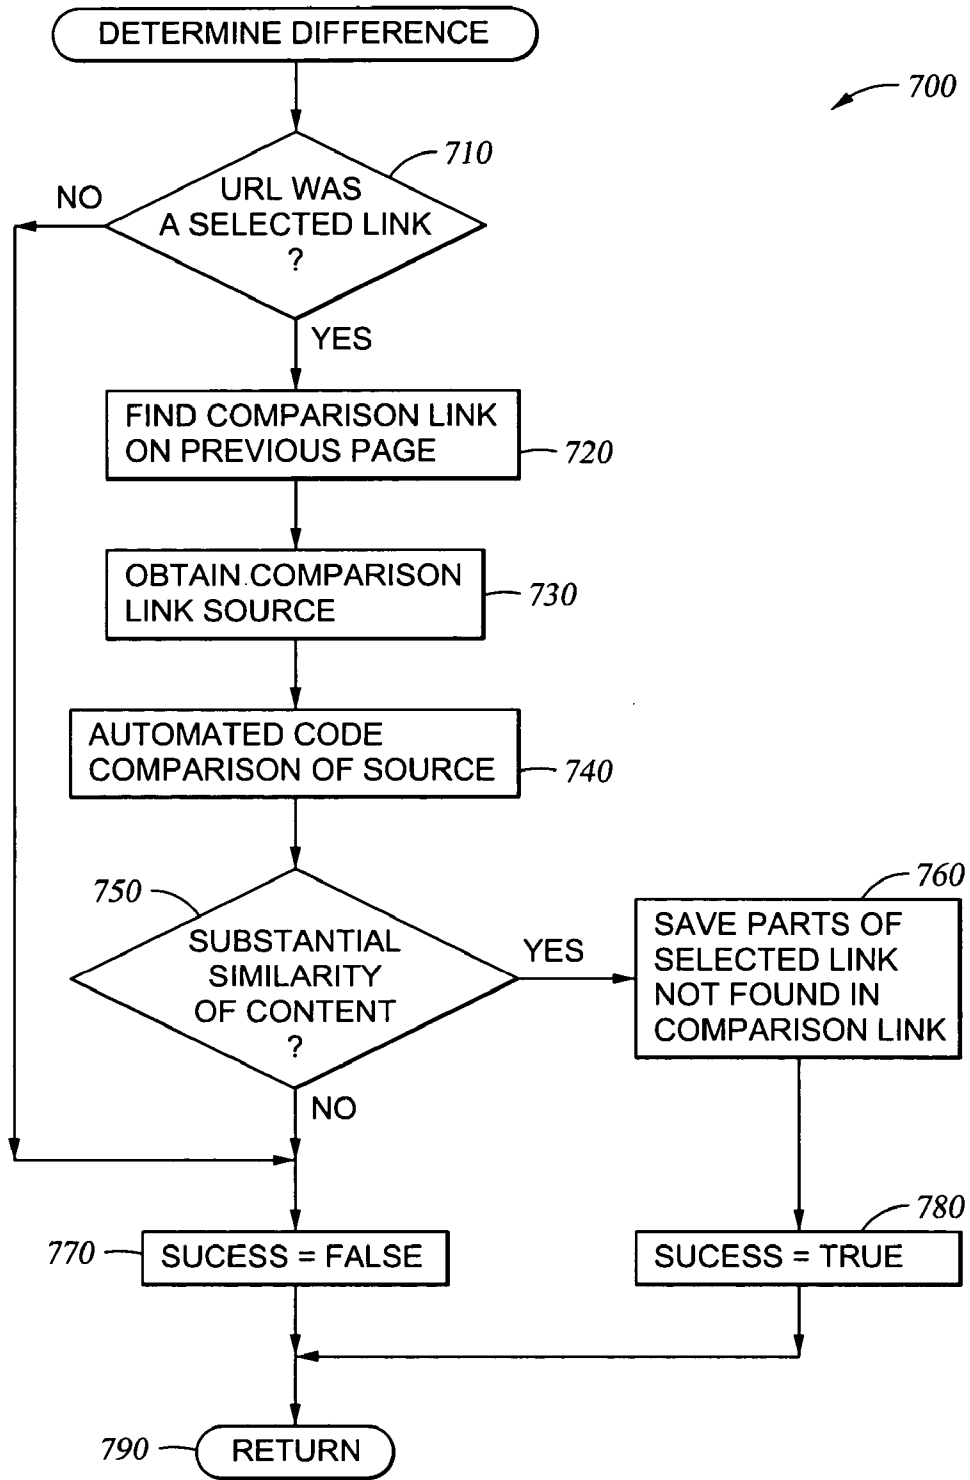 DETERMINE DIFFERENCE
700
710
NO
URL WAS
A SELECTED LINK
?
YES
FIND COMPARISON LINK
ON PREVIOUS PAGE
720
OBTAIN COMPARISON
LINK SOURCE
730
AUTOMATED CODE
COMPARISON OF SOURCE
740
750
SUBSTANTIAL
SIMILARITY
OF CONTENT
?
YES
760
SAVE PARTS OF
SELECTED LINK
NOT FOUND IN
COMPARISON LINK
NO
770
SUCESS = FALSE
780
SUCESS = TRUE
790
RETURN